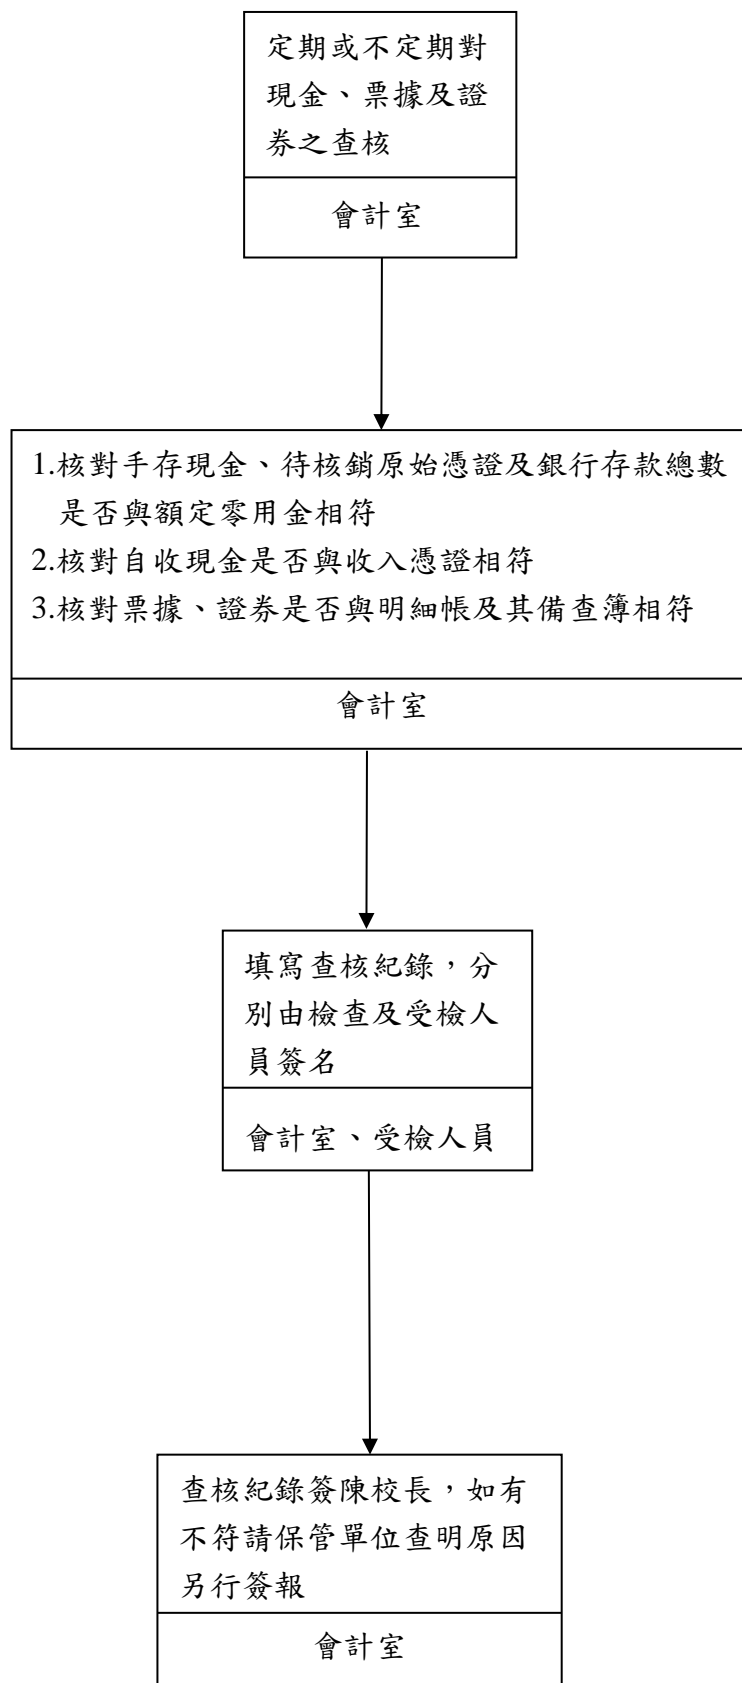 定期或不定期對
現金、票據及證
券之查核
會計室
1.核對手存現金、待核銷原始憑證及銀行存款總數
是否與額定零用金相符
2.核對自收現金是否與收入憑證相符
3.核對票據、證券是否與明細帳及其備查簿相符
會計室
填寫查核紀錄，分
別由檢查及受檢人
員簽名
會計室、受檢人員
查核紀錄簽陳校長，如有
不符請保管單位查明原因
另行簽報
會計室